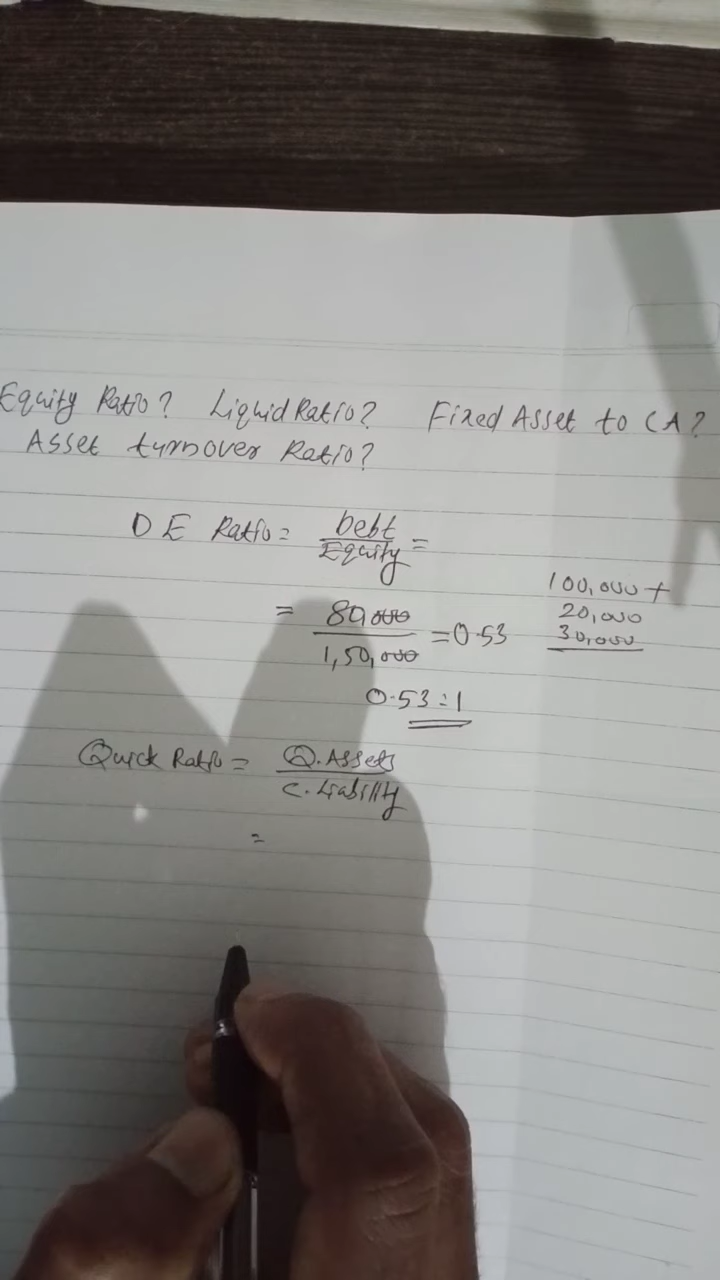 Equity Ratio? Liquid Ratio? Fixed Asset to CA?
Asset turnover Ratio?
DE Ratio = Debt / Equity =
100,000 +
20,000
30,000
= 80,000 / 1,50,000 = 0.53
0.53:1
Quick Ratio = Q.Assets / C.Liability
=